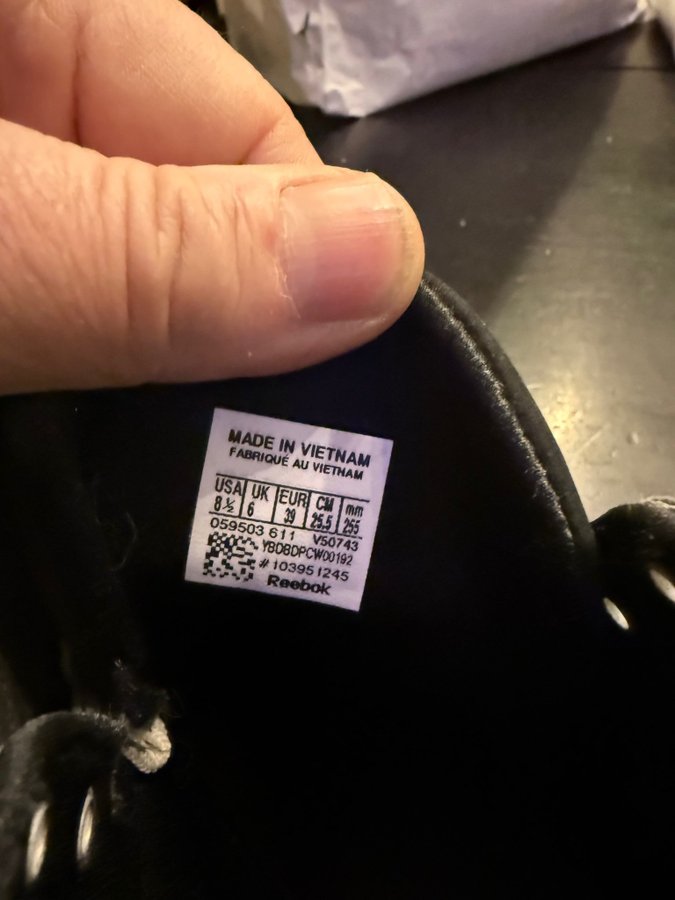 MADE IN VIETNAM
FABRIQUÉ AU VIETNAM
USA UK EUR CM mm
8½ 6 39 25.5 255
059503 611 V50743
YBD8DPCW00192
# 103951245
Reebok